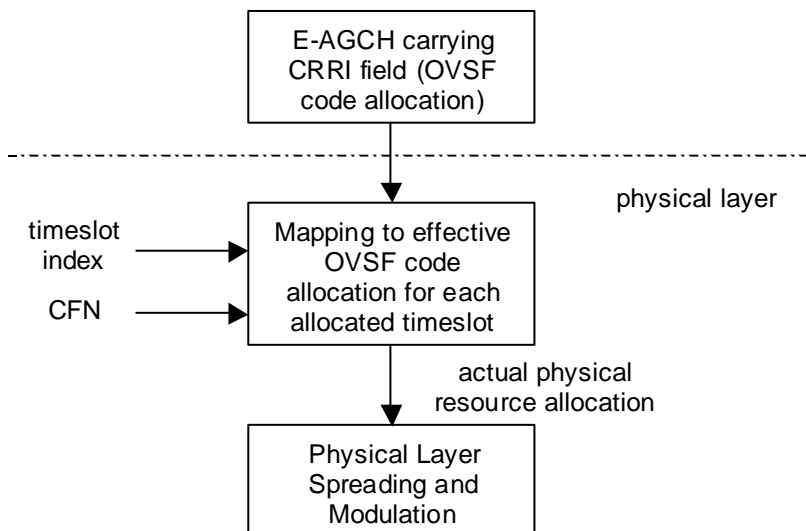 E-AGCH carrying
CRRI field (OVSF
code allocation)
physical layer
timeslot
index
CFN
Mapping to effective
OVSF code
allocation for each
allocated timeslot
actual physical
resource allocation
Physical Layer
Spreading and
Modulation